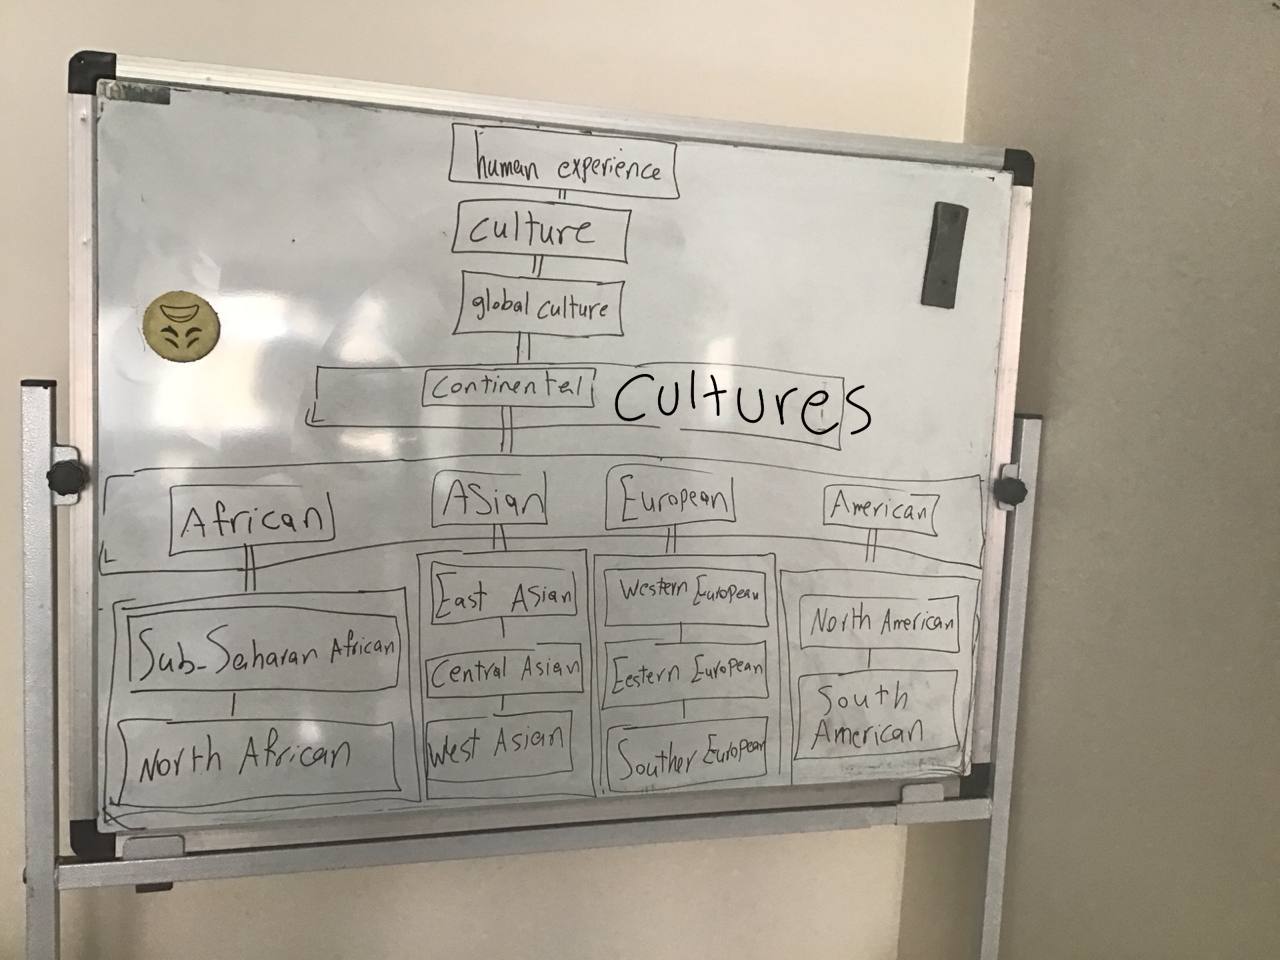 human experience
culture
global culture
continental cultures
African
Asian
European
American
Sub-Saharan African
North African
East Asian
Central Asian
West Asian
Western European
Eestern European
Souther European
North American
South
American